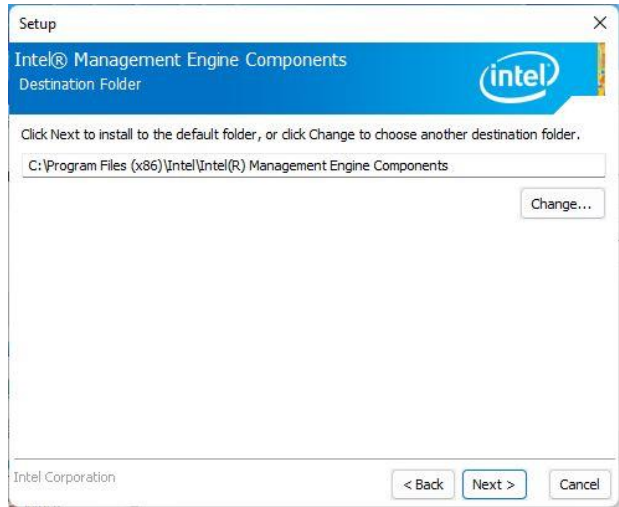 Setup
Intel® Management Engine Components
Destination Folder
intel
Click Next to install to the default folder, or click Change to choose another destination folder.
C:\Program Files (x86)\Intel\Intel(R) Management Engine Components
Change...
Intel Corporation
< Back
Next >
Cancel